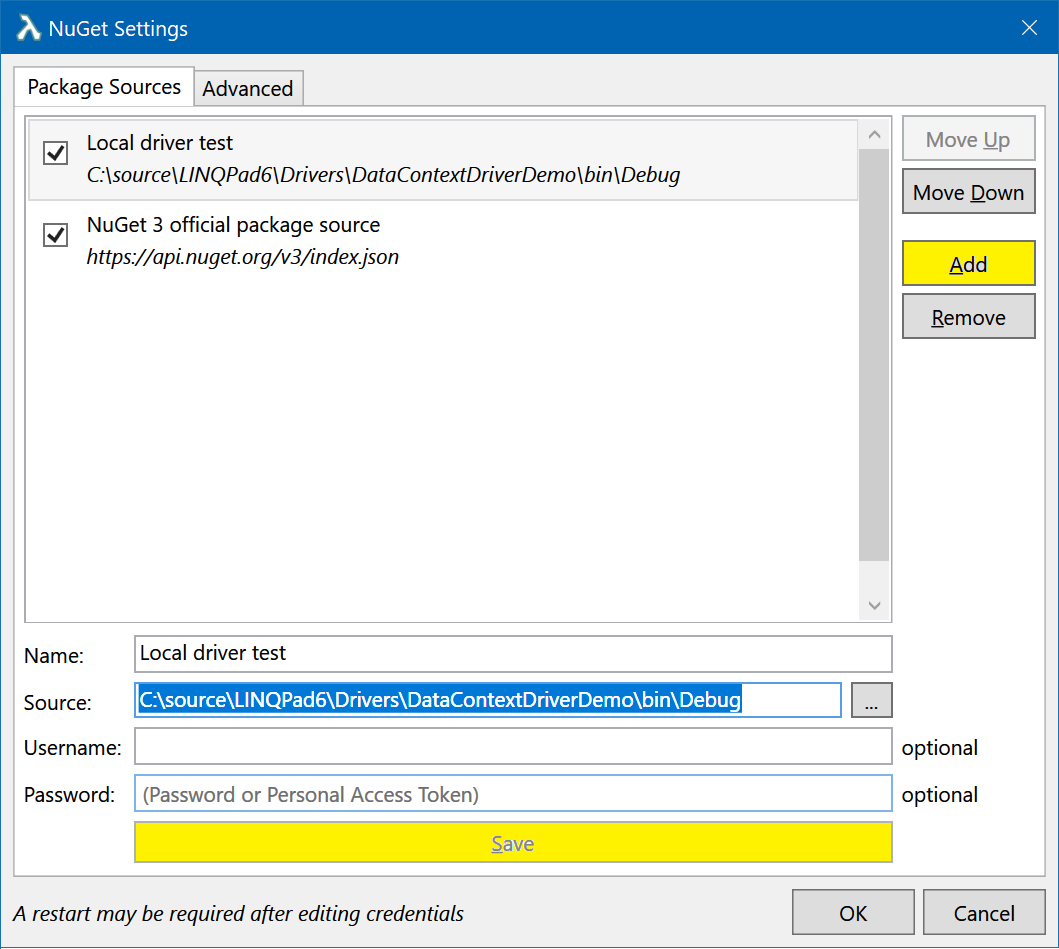 NuGet Settings
Package Sources
Advanced
Local driver test
C:\source\LINQPad6\Drivers\DataContextDriverDemo\bin\Debug
NuGet 3 official package source
https://api.nuget.org/v3/index.json
Move Up
Move Down
Add
Remove
Name: Local driver test
Source: C:\source\LINQPad6\Drivers\DataContextDriverDemo\bin\Debug ...
Username: optional
Password: (Password or Personal Access Token) optional
Save
A restart may be required after editing credentials
OK
Cancel